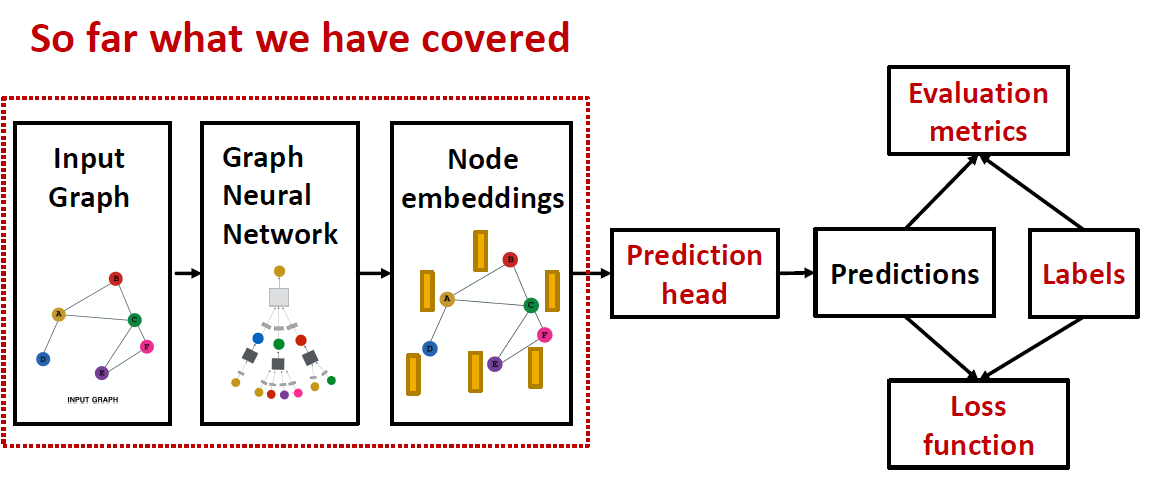 So far what we have covered
Input
Graph
B
A
C
F
D
E
INPUT GRAPH
Graph
Neural
Network
Node
embeddings
B
A
C
F
D
E
Prediction
head
Predictions
Labels
Evaluation
metrics
Loss
function